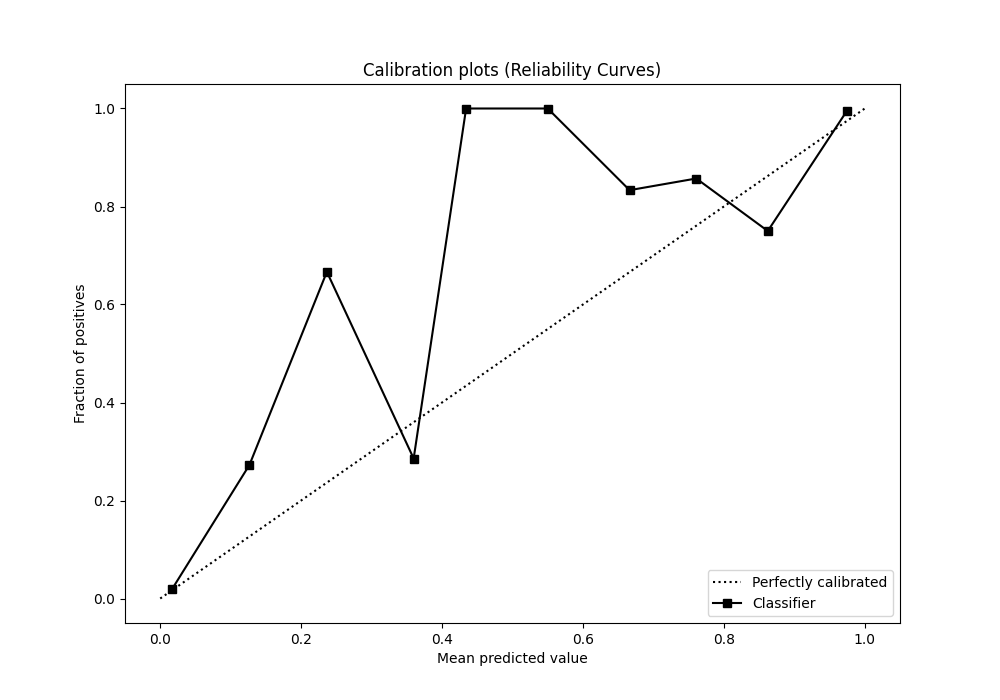 Calibration plots (Reliability Curves)
Fraction of positives
1.0
0.8
0.6
0.4
0.2
0.0
0.0 0.2 0.4 0.6 0.8 1.0
Mean predicted value
Perfectly calibrated
Classifier